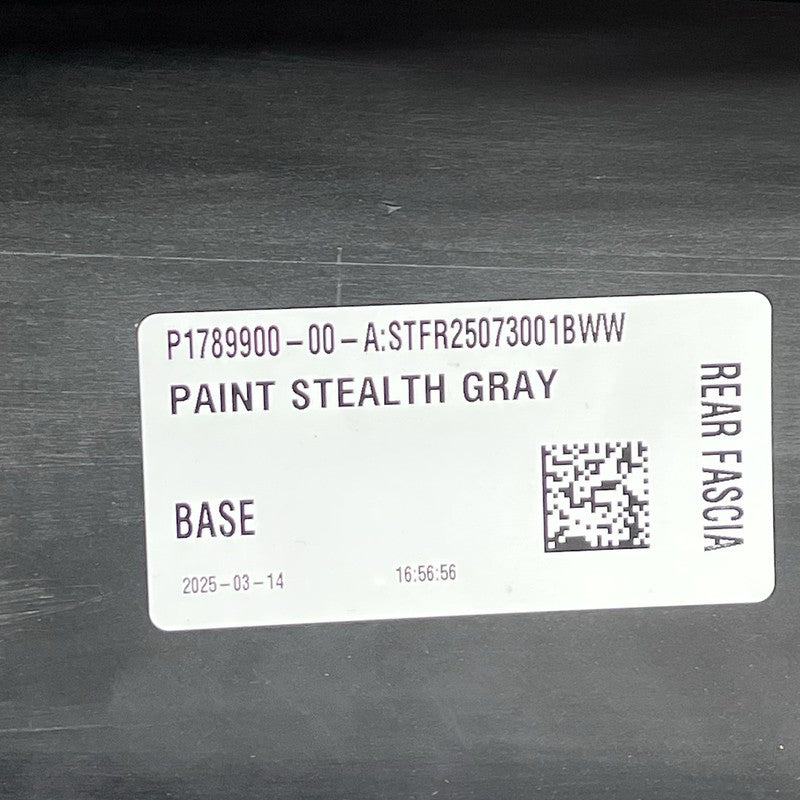 P1789900-00-A:STFR25073001BWW
PAINT STEALTH GRAY
REAR FASCIA
BASE
2025-03-14
16:56:56